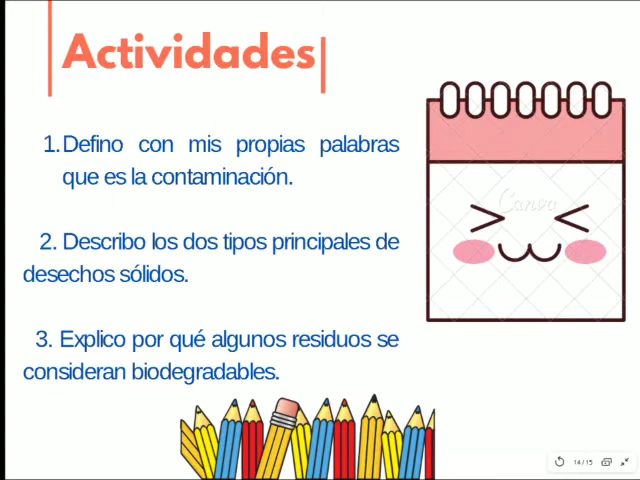 Actividades
1.Defino con mis propias palabras
que es la contaminación.
2. Describo los dos tipos principales de
desechos sólidos.
3. Explico por qué algunos residuos se
consideran biodegradables.
Canva
14/15